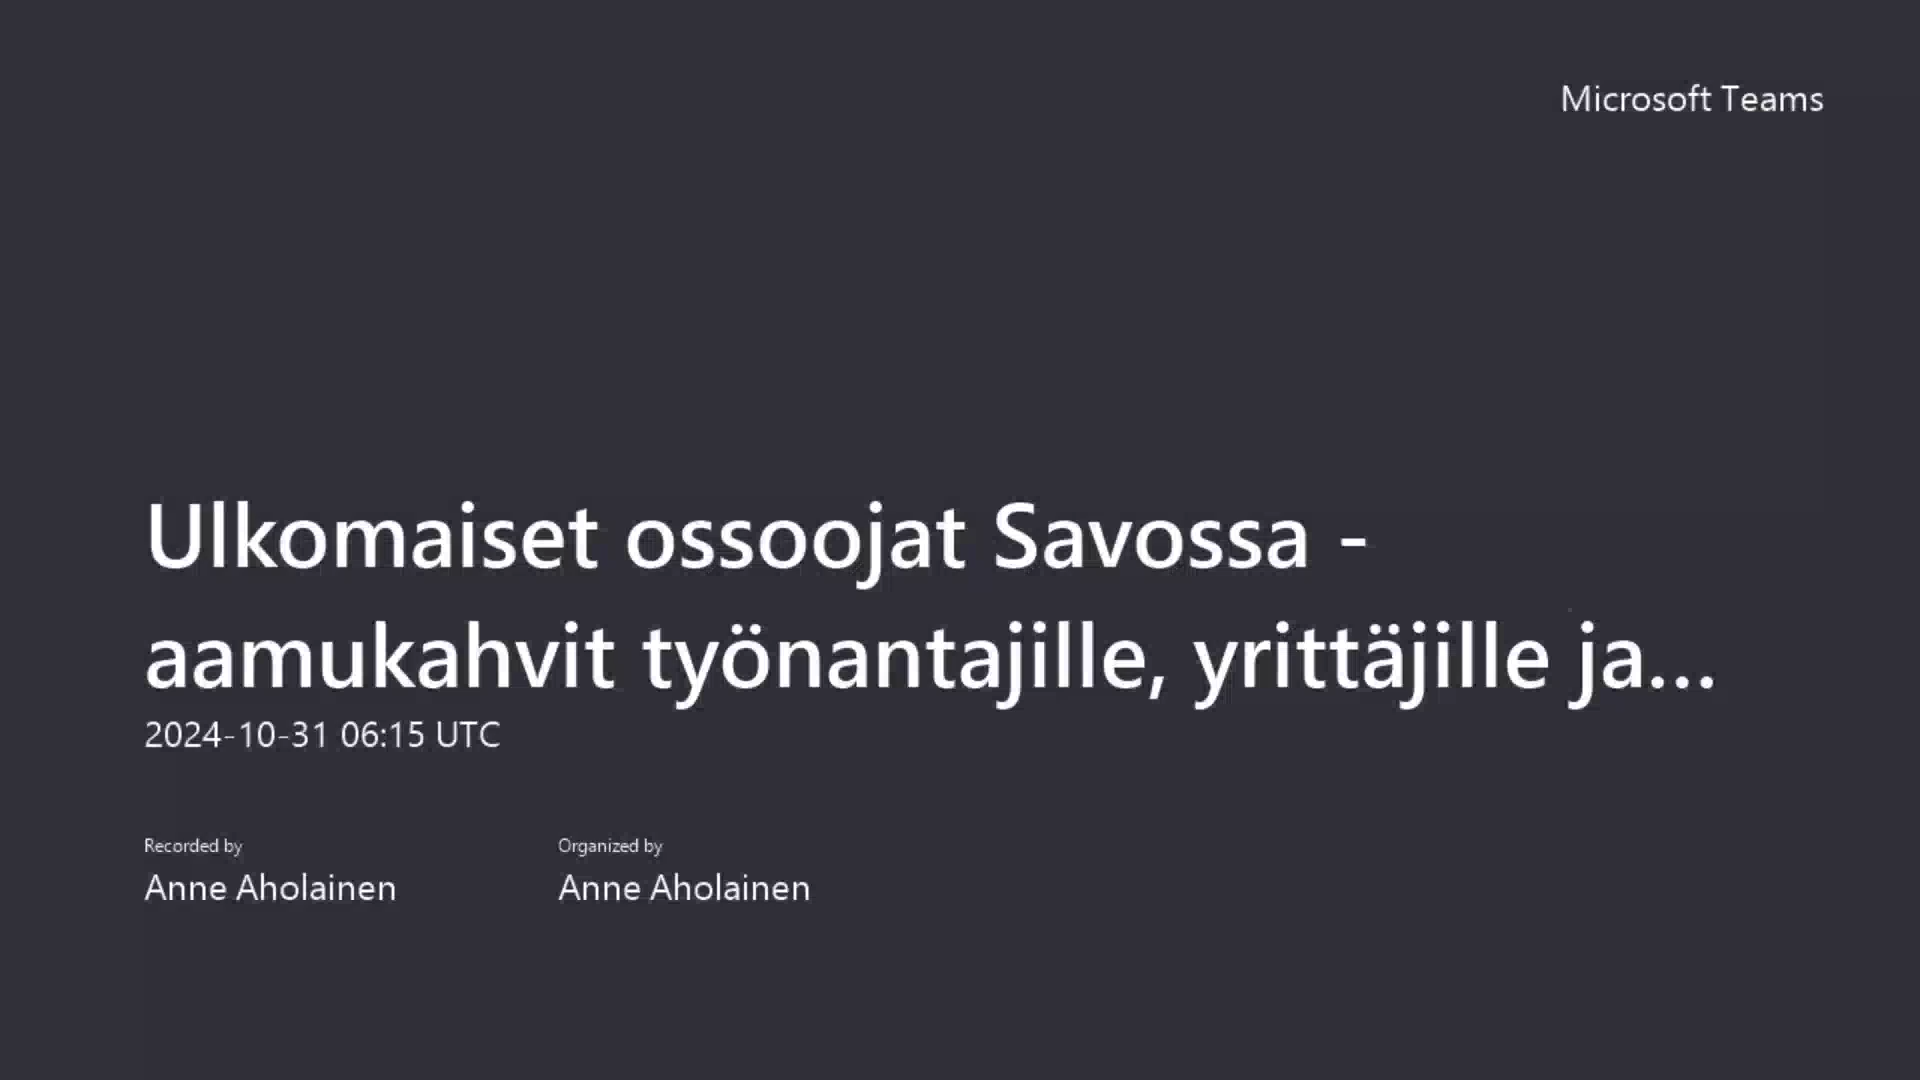 Microsoft Teams
Ulkomaiset ossoojat Savossa -
aamukahvit työnantajille, yrittäjille ja...
2024-10-31 06:15 UTC
Recorded by
Anne Aholainen
Organized by
Anne Aholainen